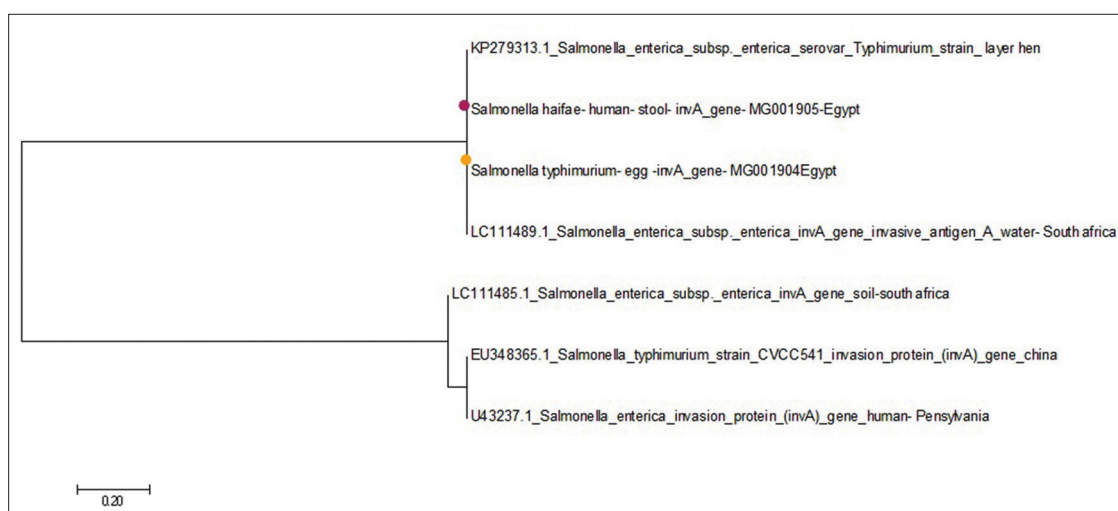 KP279313.1_Salmonella_enterica_subsp._enterica_serovar_Typhimurium_strain_ layer hen
Salmonella haifae- human- stool- invA_gene- MG001905-Egypt
Salmonella typhimurium- egg -invA_gene- MG001904Egypt
LC111489.1_Salmonella_enterica_subsp._enterica_invA_gene_invasive_antigen_A_water- South africa
LC111485.1_Salmonella_enterica_subsp._enterica_invA_gene_soil-south africa
EU348365.1_Salmonella_typhimurium_strain_CVCC541_invasion_protein_(invA)_gene_china
U43237.1_Salmonella_enterica_invasion_protein_(invA)_gene_human- Pensylvania
0.20